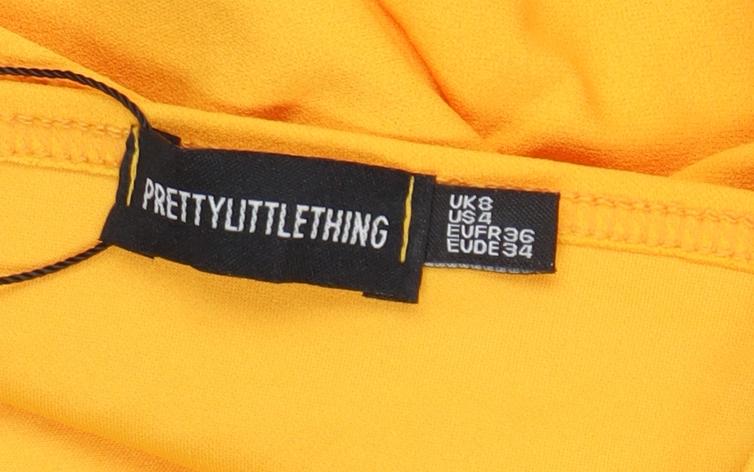 PRETTYLITTLETHING
UK8
US4
EUFR36
EUDE34